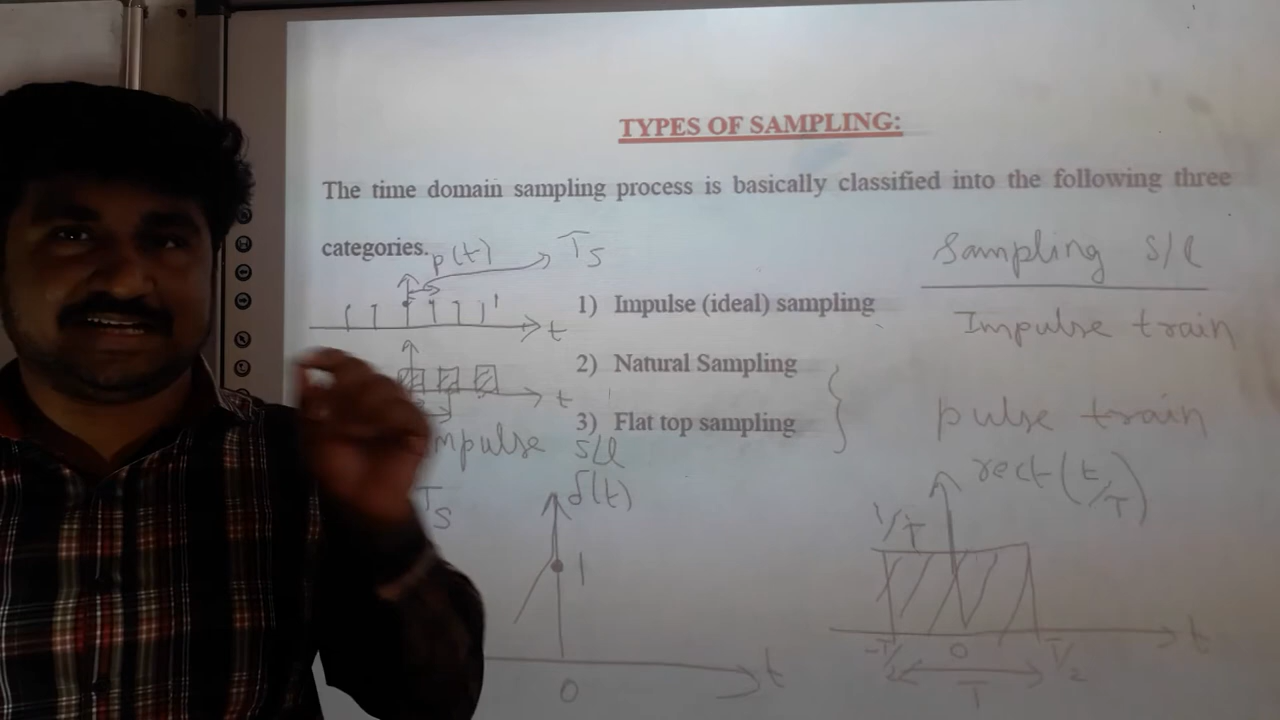 TYPES OF SAMPLING:
The time domain sampling process is basically classified into the following three
categories.
p(t)
Ts
Sampling S/l
t
1) Impulse (ideal) sampling
Impulse train
2) Natural Sampling
t
3) Flat top sampling
pulse train
mpulse S/l
Ts
δ(t)
1
0
t
rect(t/T)
1/T
-T/2
0
T/2
T
t